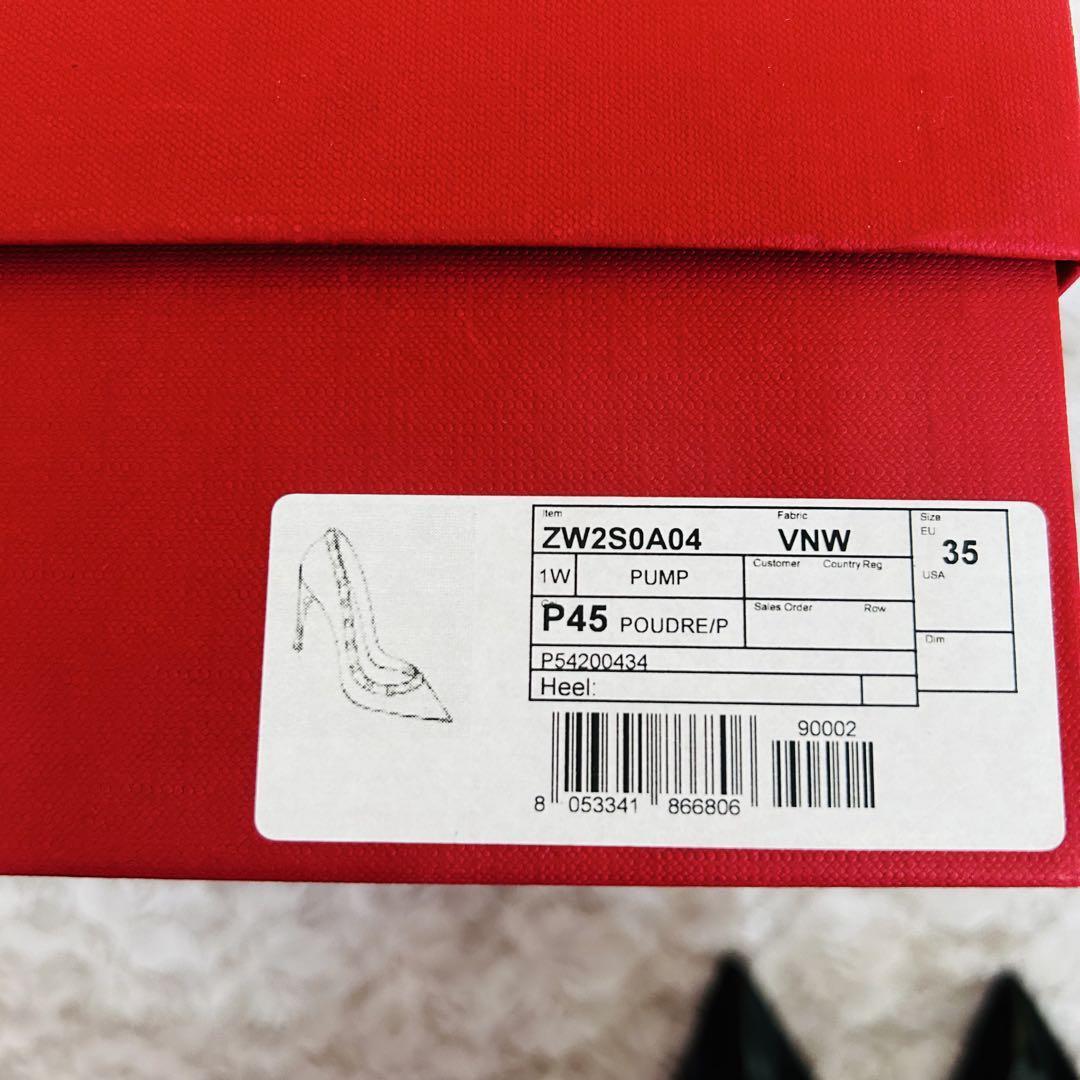 Item Fabric Size
ZW2S0A04 VNW EU 35
1W PUMP Customer Country Reg USA
P45 POUDRE/P Sales Order Row
Dim
P54200434
Heel:
90002
8 053341 866806